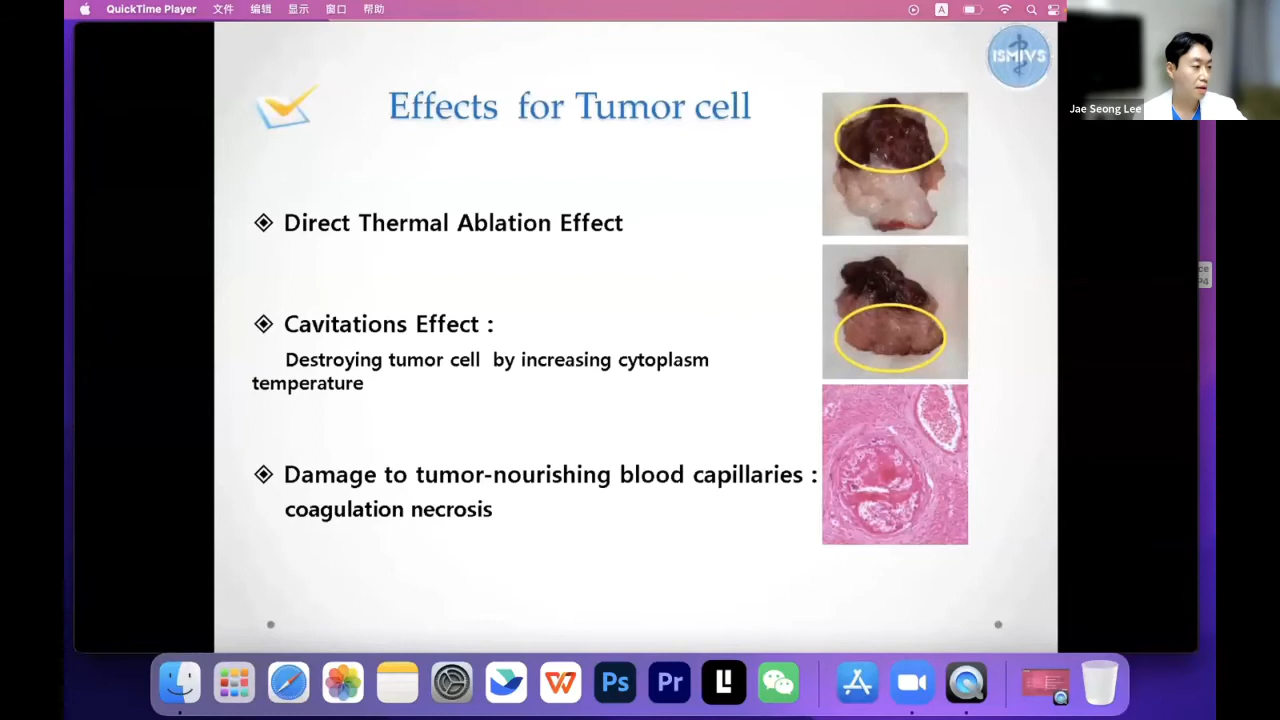 QuickTime Player 文件 编辑 显示 窗口 帮助 A
ISMIVS
Jae Seong Lee
Effects for Tumor cell
Direct Thermal Ablation Effect
Cavitations Effect :
Destroying tumor cell by increasing cytoplasm
temperature
Damage to tumor-nourishing blood capillaries :
coagulation necrosis
ce
P4
Ps Pr